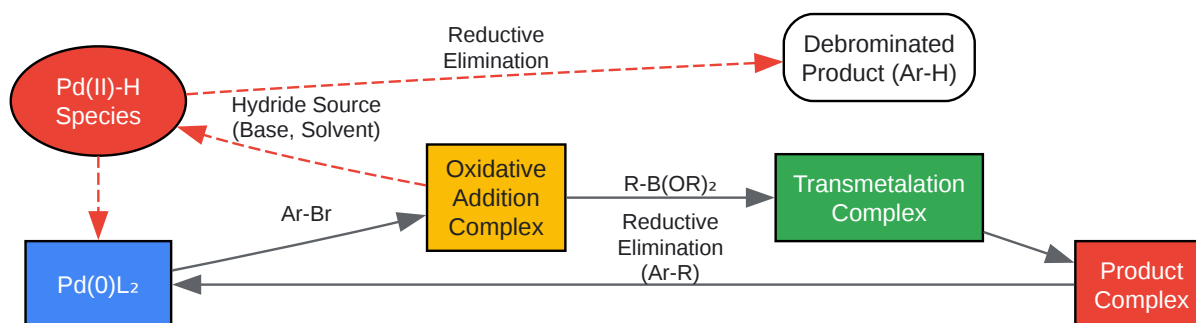 Reductive
Elimination
Debrominated
Product (Ar-H)
Pd(II)-H
Species
Hydride Source
(Base, Solvent)
Oxidative
Addition
Complex
R-B(OR)₂
Transmetalation
Complex
Ar-Br
Reductive
Elimination
(Ar-R)
Pd(0)L₂
Product
Complex